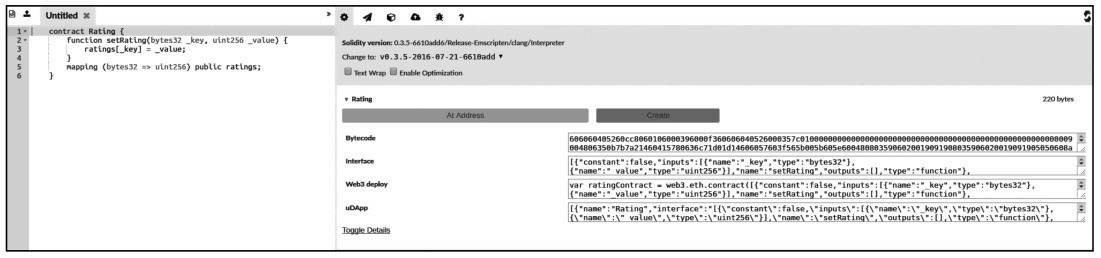 Untitled ✖
»
?
1 contract Rating {
2 function setRating(bytes32 _key, uint256 _value) {
3 ratings[_key] = _value;
4 }
5 mapping (bytes32 => uint256) public ratings;
6 }
Solidity version: 0.3.5-6610add6/Release-Emscripten/clang/Interpreter
Change to: v0.3.5-2016-07-21-6610add ▼
Text Wrap Enable Optimization
▼ Rating 220 bytes
At Address Create
Bytecode
Interface [{"constant":false,"inputs":[{"name":"_key","type":"bytes32"},
{"name":"_value","type":"uint256"}],"name":"setRating","outputs":[],"type":"function"},
Web3 deploy var ratingContract = web3.eth.contract([{"constant":false,"inputs":[{"name":"_key","type":"bytes32"},
{"name":"_value","type":"uint256"}],"name":"setRating","outputs":[],"type":"function"},
uDApp [{"name":"Rating","interface":"[{\"constant\":false,\"inputs\":[{\"name\":\"_key\",\"type\":\"bytes32\"},
{\"name\":\"_value\",\"type\":\"uint256\"}],\"name\":\"setRating\",\"outputs\":[],\"type\":\"function\"},
Toggle Details